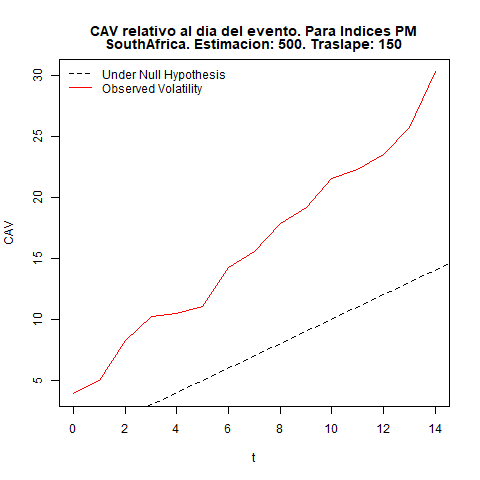 CAV relativo al dia del evento. Para Indices PM
SouthAfrica. Estimacion: 500. Traslape: 150
Under Null Hypothesis
Observed Volatility
30
25
20
15
10
5
CAV
0 2 4 6 8 10 12 14
t